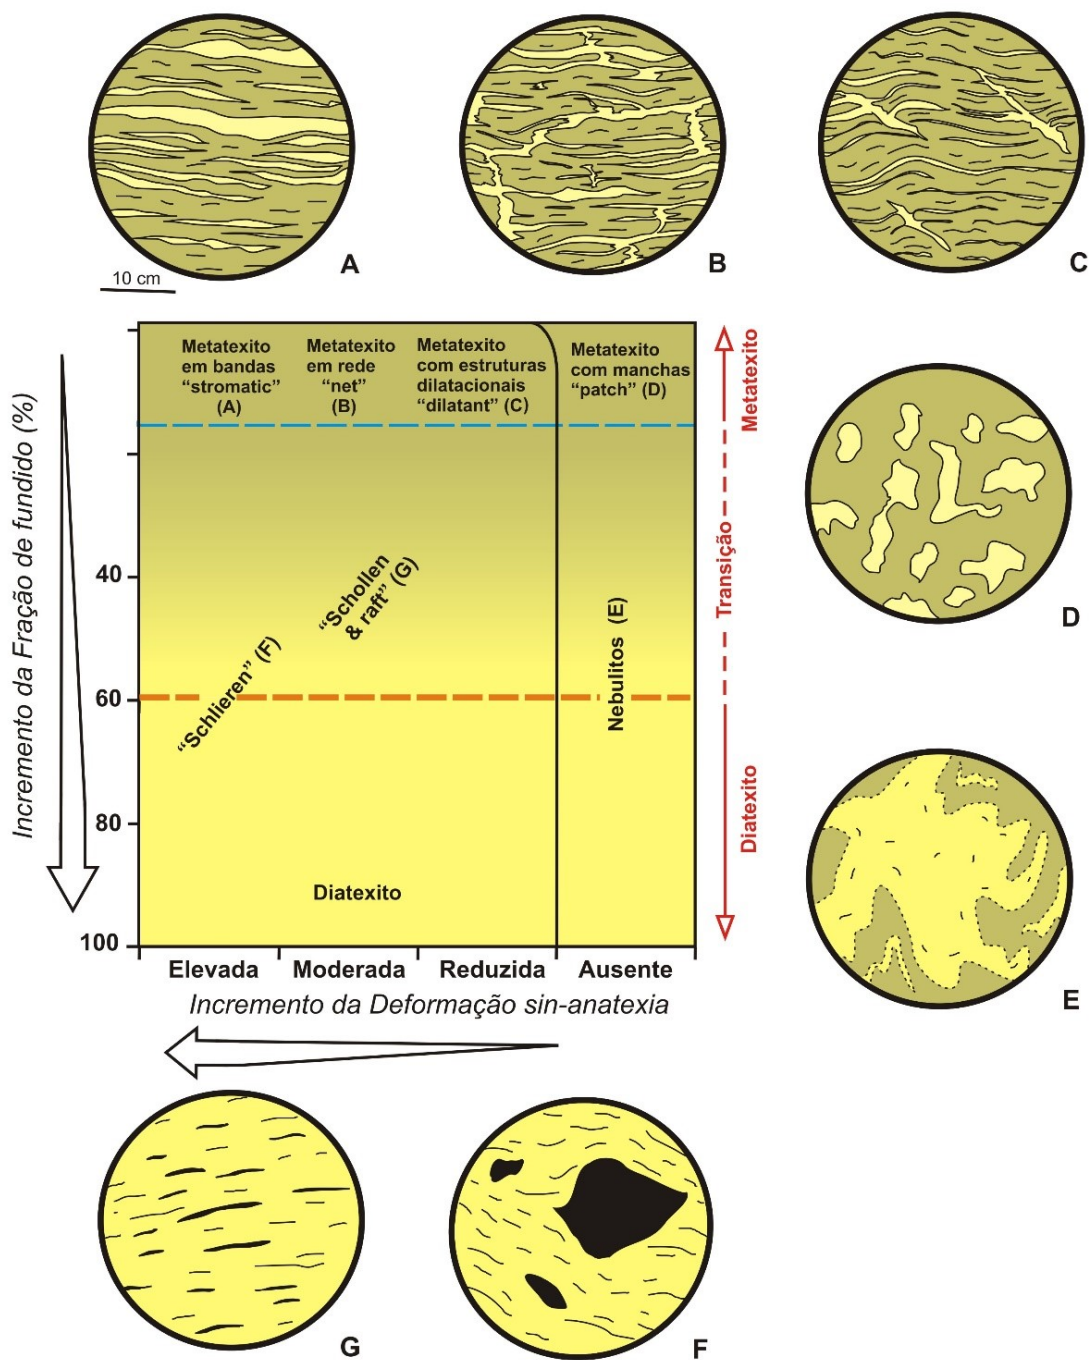 A
B
C
10 cm
Metatexito
em bandas
“stromatic”
(A)
Metatexito
em rede
“net”
(B)
Metatexito
com estruturas
dilatacionais
“dilatant” (C)
Metatexito
com manchas
“patch” (D)
Metatexito
Transição
Diatexito
Incremento da Fração de fundido (%)
40
60
80
100
“Schollen
& raft” (G)
“Schlieren” (F)
Nebulitos (E)
Diatexito
D
E
Elevada
Moderada
Reduzida
Ausente
Incremento da Deformação sin-anatexia
G
F